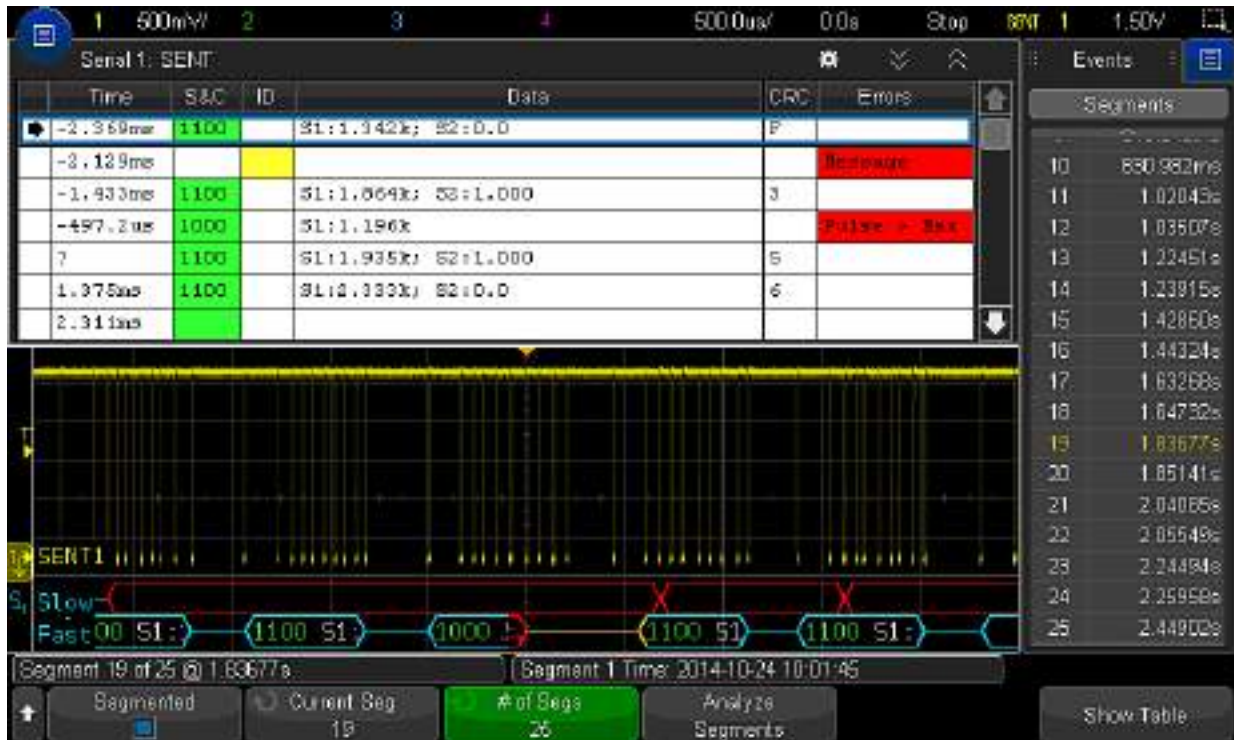 1 500mV/ 2 3 4 500.0us/ 0.0s Stop SENT 1 1.50V
Serial 1: SENT
Time S&C ID Data CRC Errors
-2.369ms 1100 S1:1.342k; S2:0.0 F
-2.129ms Message
-1.433ms 1100 S1:1.864k; S2:1.000 3
-497.2us 1000 S1:1.196k Pulse > Max
? 1100 S1:1.935k; S2:1.000 5
1.375ms 1100 S1:2.333k; S2:0.0 6
2.311ms
Events
Segments
10 830.982ms
11 1.02043s
12 1.03507s
13 1.22451s
14 1.23915s
15 1.42860s
16 1.44324s
17 1.63268s
18 1.64732s
19 1.83677s
20 1.85141s
21 2.04085s
22 2.05549s
23 2.24494s
24 2.25958s
25 2.44902s
T
SENT1
S1 Slow
Fast 00 S1: 1100 S1: 1000 1100 S1 1100 S1:
Segment 19 of 25 @ 1.83677s Segment 1 Time: 2014-10-24 10:01:45
Segmented
Current Seg
19
# of Segs
25
Analyze
Segments
Show Table